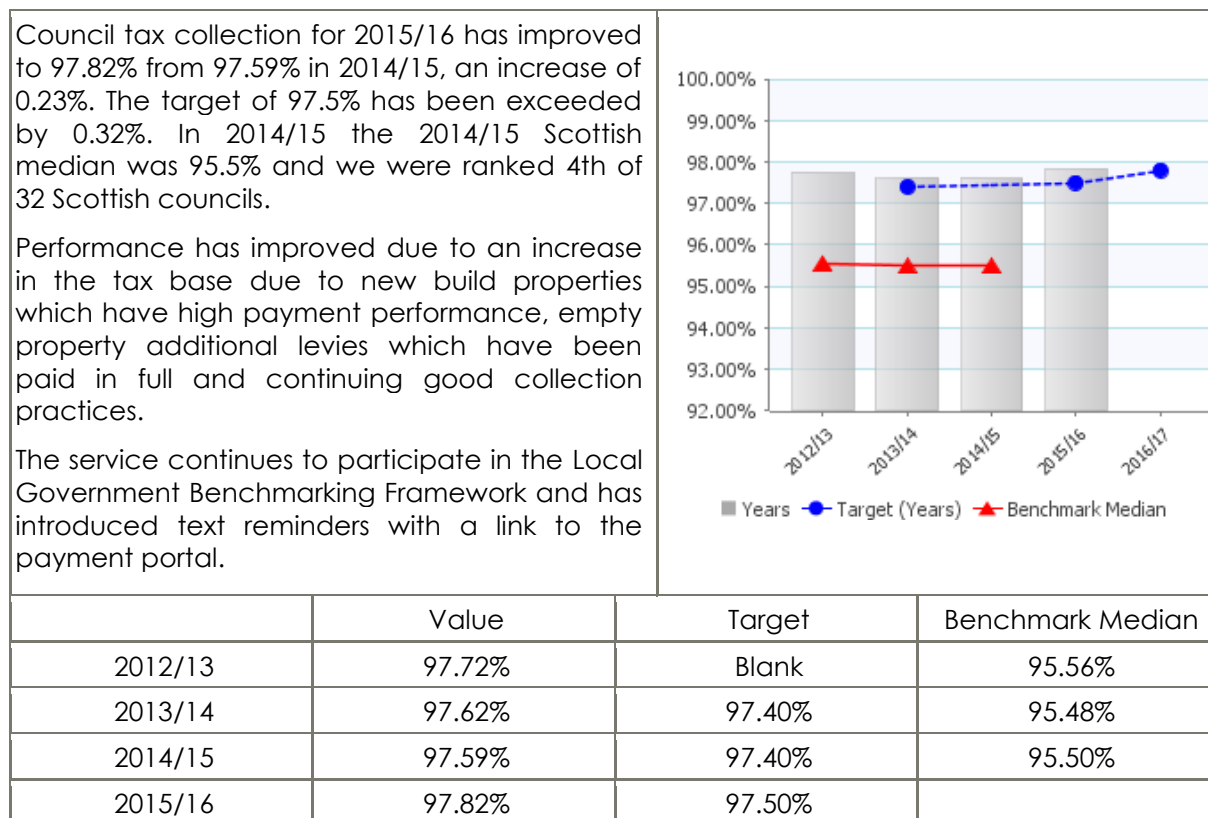 Council tax collection for 2015/16 has improved
to 97.82% from 97.59% in 2014/15, an increase of
0.23%. The target of 97.5% has been exceeded
by 0.32%. In 2014/15 the 2014/15 Scottish
median was 95.5% and we were ranked 4th of
32 Scottish councils.
Performance has improved due to an increase
in the tax base due to new build properties
which have high payment performance, empty
property additional levies which have been
paid in full and continuing good collection
practices.
The service continues to participate in the Local
Government Benchmarking Framework and has
introduced text reminders with a link to the
payment portal.
100.00%
99.00%
98.00%
97.00%
96.00%
95.00%
94.00%
93.00%
92.00%
2012/13 2013/14 2014/15 2015/16 2016/17
Years Target (Years) Benchmark Median
Value Target Benchmark Median
2012/13 97.72% Blank 95.56%
2013/14 97.62% 97.40% 95.48%
2014/15 97.59% 97.40% 95.50%
2015/16 97.82% 97.50%